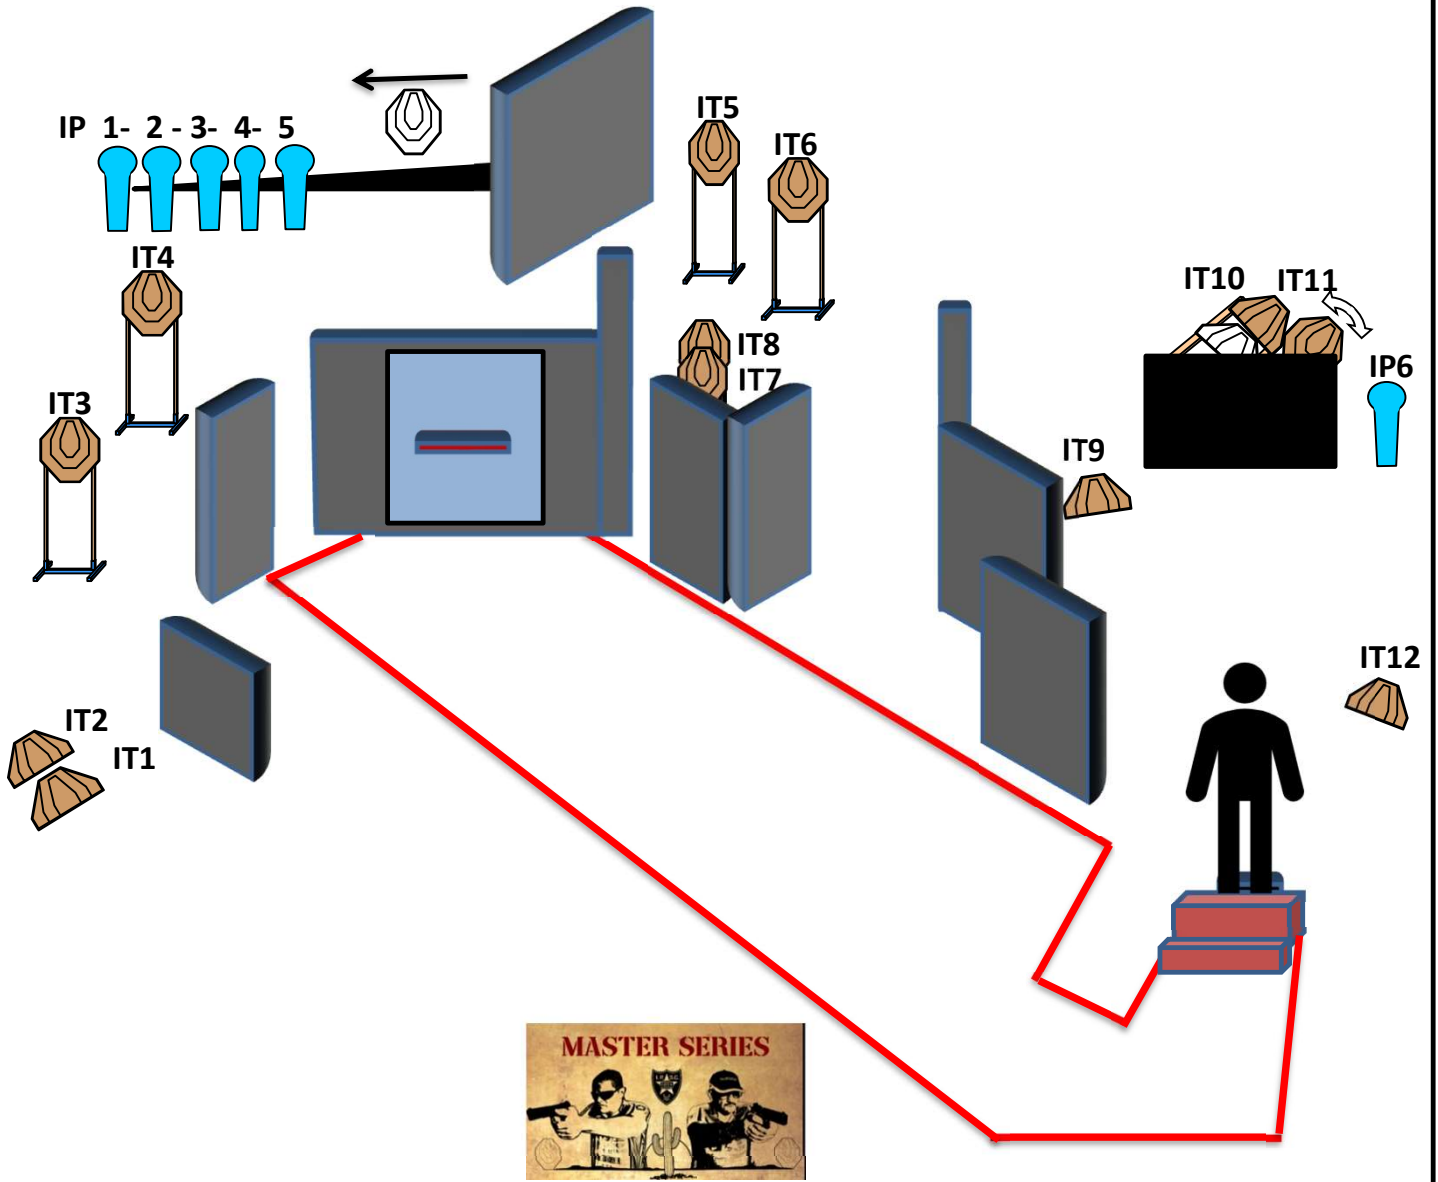 IT5
IP 1- 2 - 3- 4- 5
IT6
IT4
IT10 IT11
IT8
IP6
IT7
IT3
IT9
IT12
IT2
IT1
MASTER SERIES